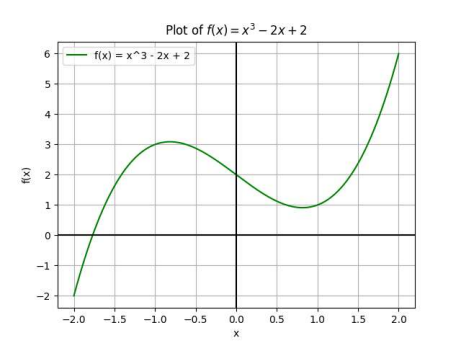 Plot of f(x) = x³ − 2x + 2
f(x) = x^3 - 2x + 2
6
5
4
3
2
1
0
−1
−2
f(x)
−2.0 −1.5 −1.0 −0.5 0.0 0.5 1.0 1.5 2.0
x